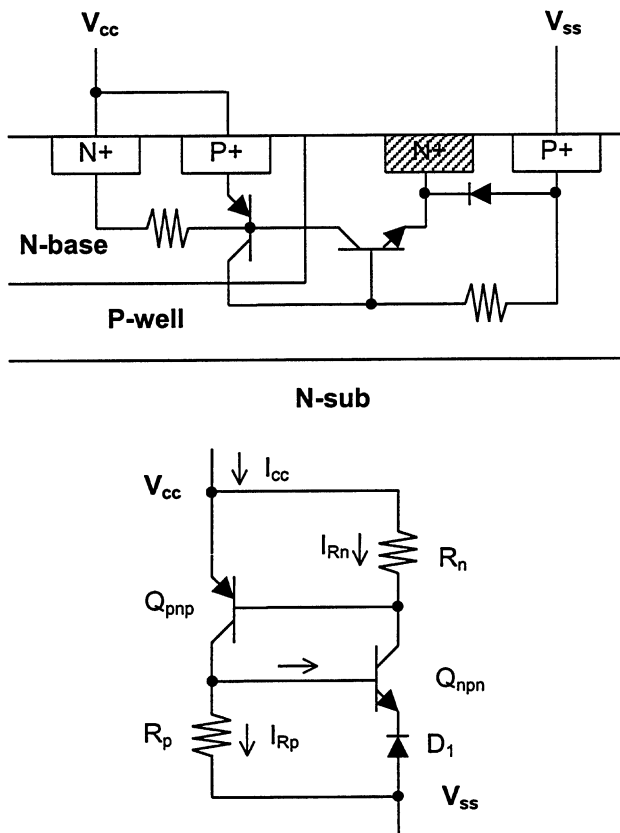 Vcc
Vss
N+
P+
N+
P+
N-base
P-well
N-sub
Icc
Vcc
IRn
Rn
Qpnp
Qnpn
Rp
IRp
D1
Vss